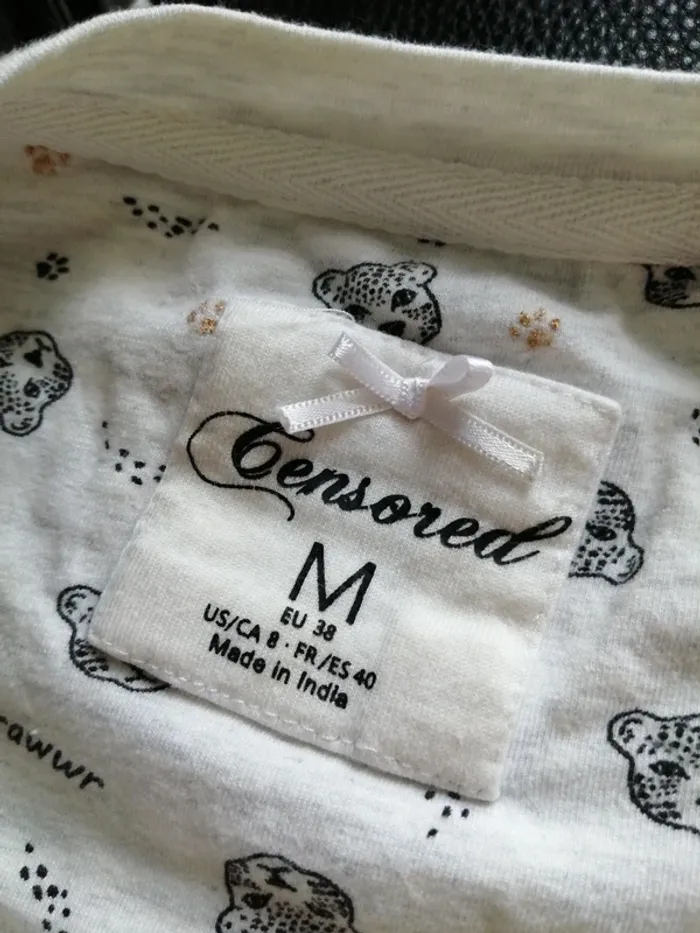 Censored
M
EU 38
US/CA 8 · FR/ES 40
Made in India
rawwr